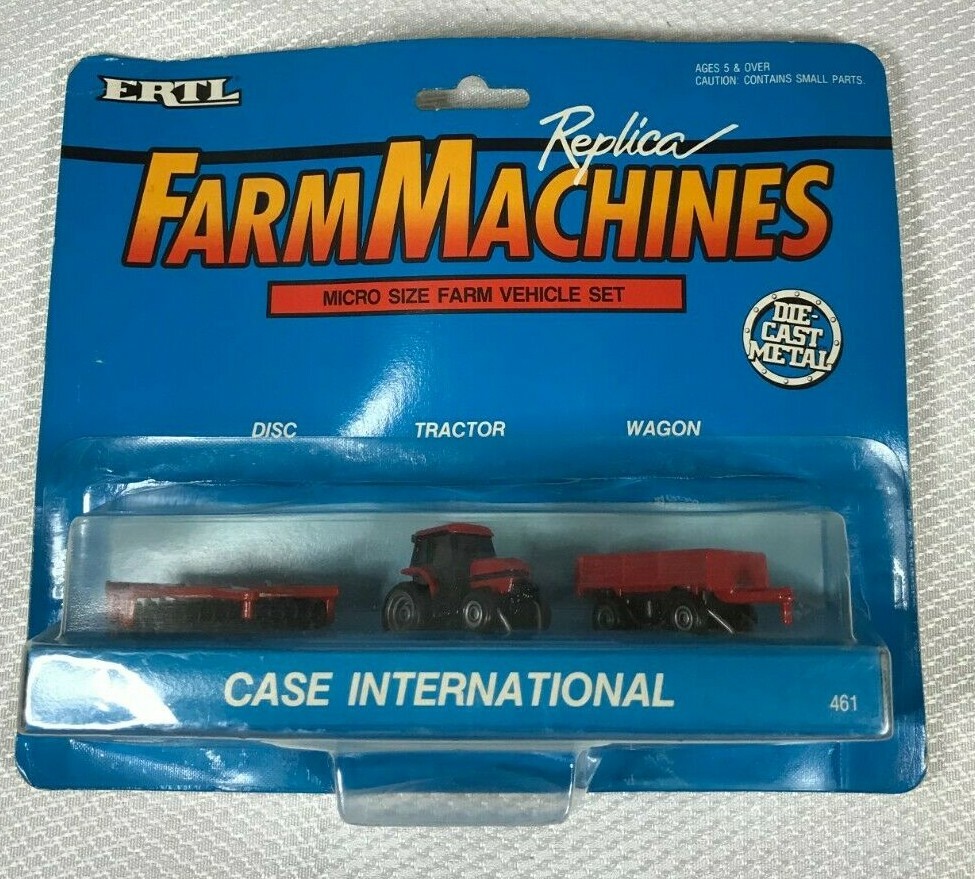 ERTL
AGES 5 & OVER
CAUTION: CONTAINS SMALL PARTS.
Replica
FARM MACHINES
MICRO SIZE FARM VEHICLE SET
DIE-
CAST
METAL
DISC TRACTOR WAGON
CASE INTERNATIONAL
461